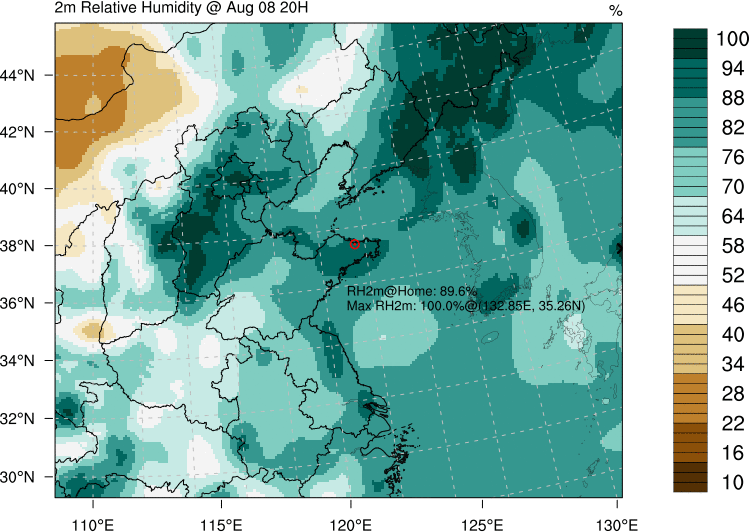 2m Relative Humidity @ Aug 08 20H
%
44°N
42°N
40°N
38°N
36°N
34°N
32°N
30°N
110°E
115°E
120°E
125°E
130°E
RH2m@Home: 89.6%
Max RH2m: 100.0%@(132.85E, 35.26N)
100
94
88
82
76
70
64
58
52
46
40
34
28
22
16
10